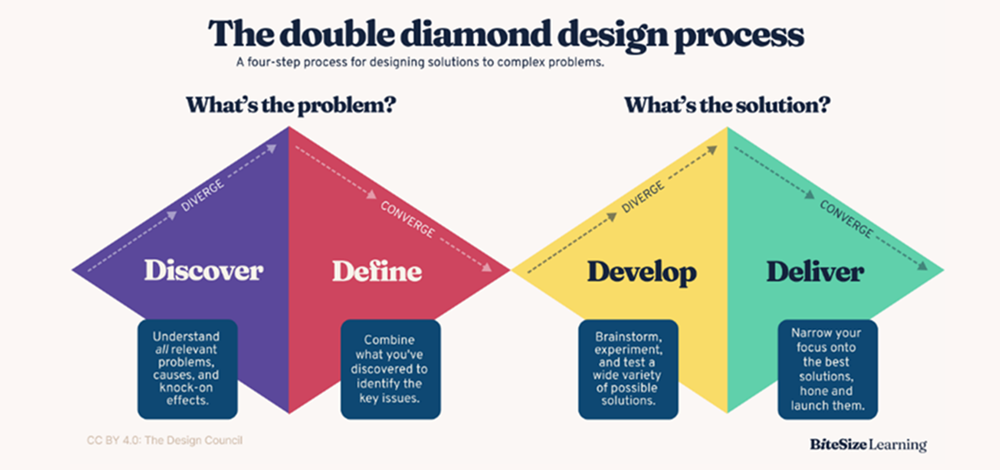 The double diamond design process
A four-step process for designing solutions to complex problems.
What's the problem?
What's the solution?
DIVERGE
CONVERGE
DIVERGE
CONVERGE
Discover
Define
Develop
Deliver
Understand
all relevant
problems,
causes, and
knock-on
effects.
Combine
what you've
discovered to
identify the
key issues.
Brainstorm,
experiment,
and test a
wide variety
of possible
solutions.
Narrow your
focus onto
the best
solutions,
hone and
launch them.
CC BY 4.0: The Design Council
BiteSize Learning